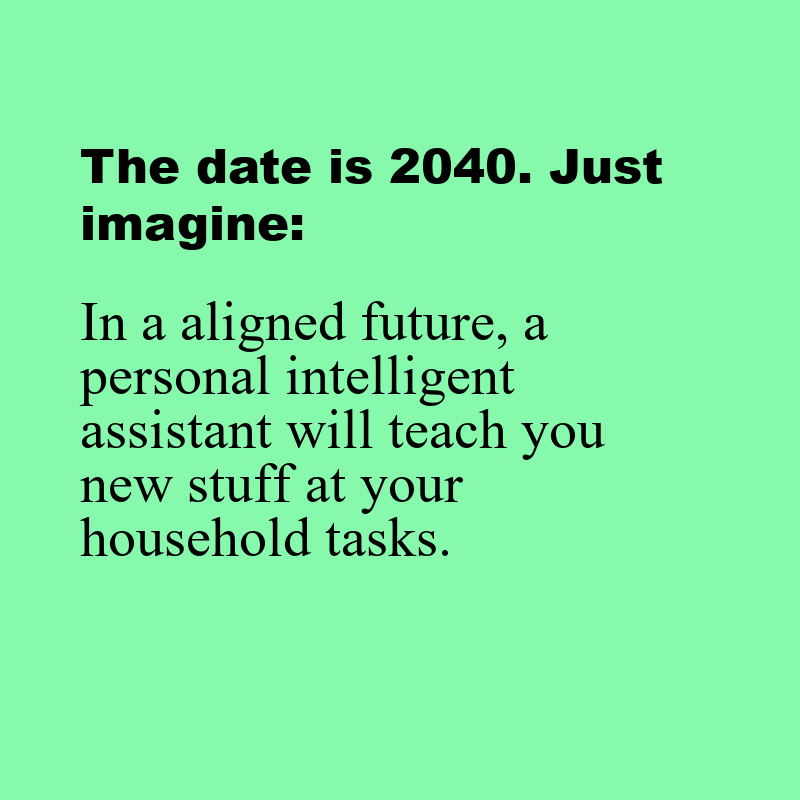 The date is 2040. Just
imagine:
In a aligned future, a
personal intelligent
assistant will teach you
new stuff at your
household tasks.